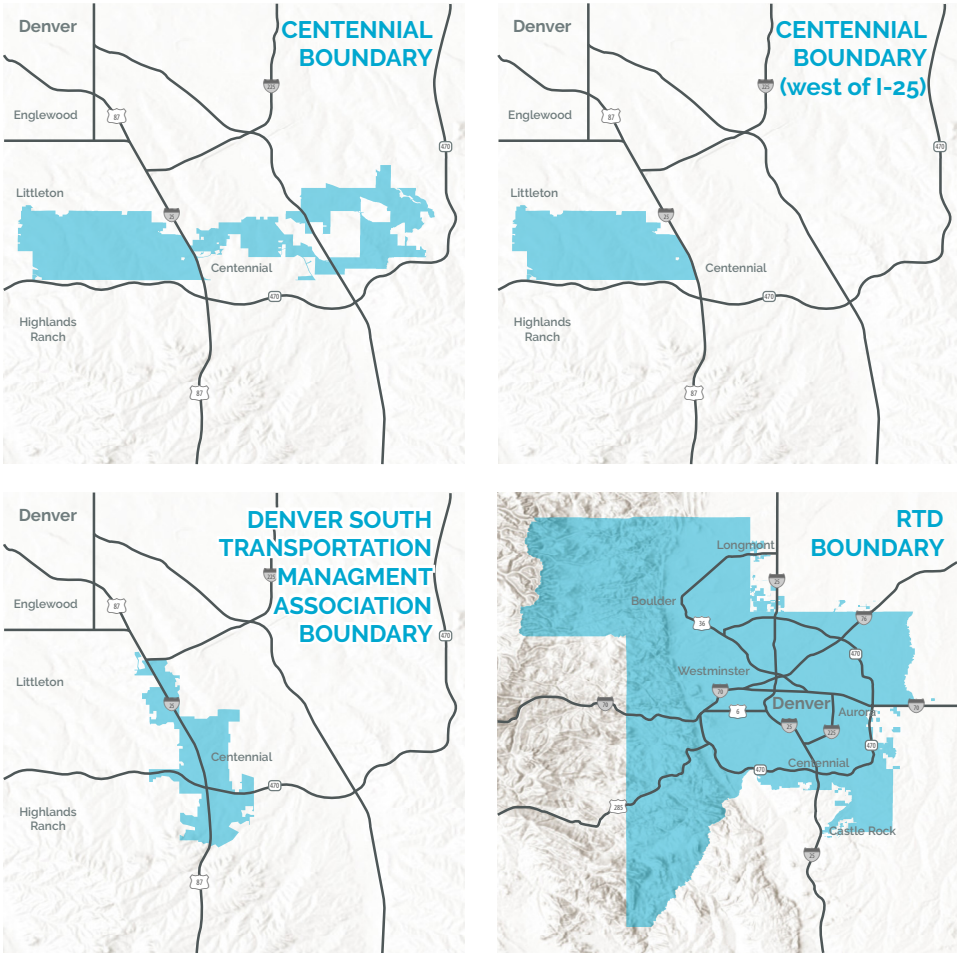 Denver
CENTENNIAL
BOUNDARY
225
87
Englewood
470
Littleton
25
Centennial
470
Highlands
Ranch
87
Denver
CENTENNIAL
BOUNDARY
(west of I-25)
225
87
Englewood
470
Littleton
25
Centennial
470
Highlands
Ranch
87
Denver
DENVER SOUTH
TRANSPORTATION
MANAGMENT
ASSOCIATION
BOUNDARY
225
87
Englewood
470
Littleton
25
Centennial
470
Highlands
Ranch
87
RTD
BOUNDARY
Longmont
25
Boulder
76
36
470
Westminster
70
70
Denver
6
Aurora
70
25
225
470
Centennial
470
285
Castle Rock
25